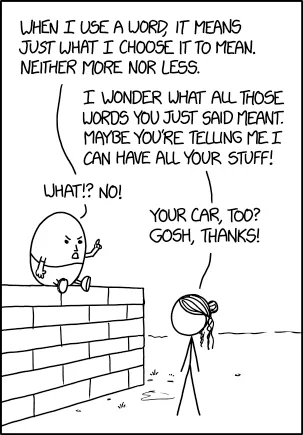 WHEN I USE A WORD, IT MEANS
JUST WHAT I CHOOSE IT TO MEAN.
NEITHER MORE NOR LESS.
I WONDER WHAT ALL THOSE
WORDS YOU JUST SAID MEANT.
MAYBE YOU'RE TELLING ME I
CAN HAVE ALL YOUR STUFF!
WHAT!? NO!
YOUR CAR, TOO?
GOSH, THANKS!